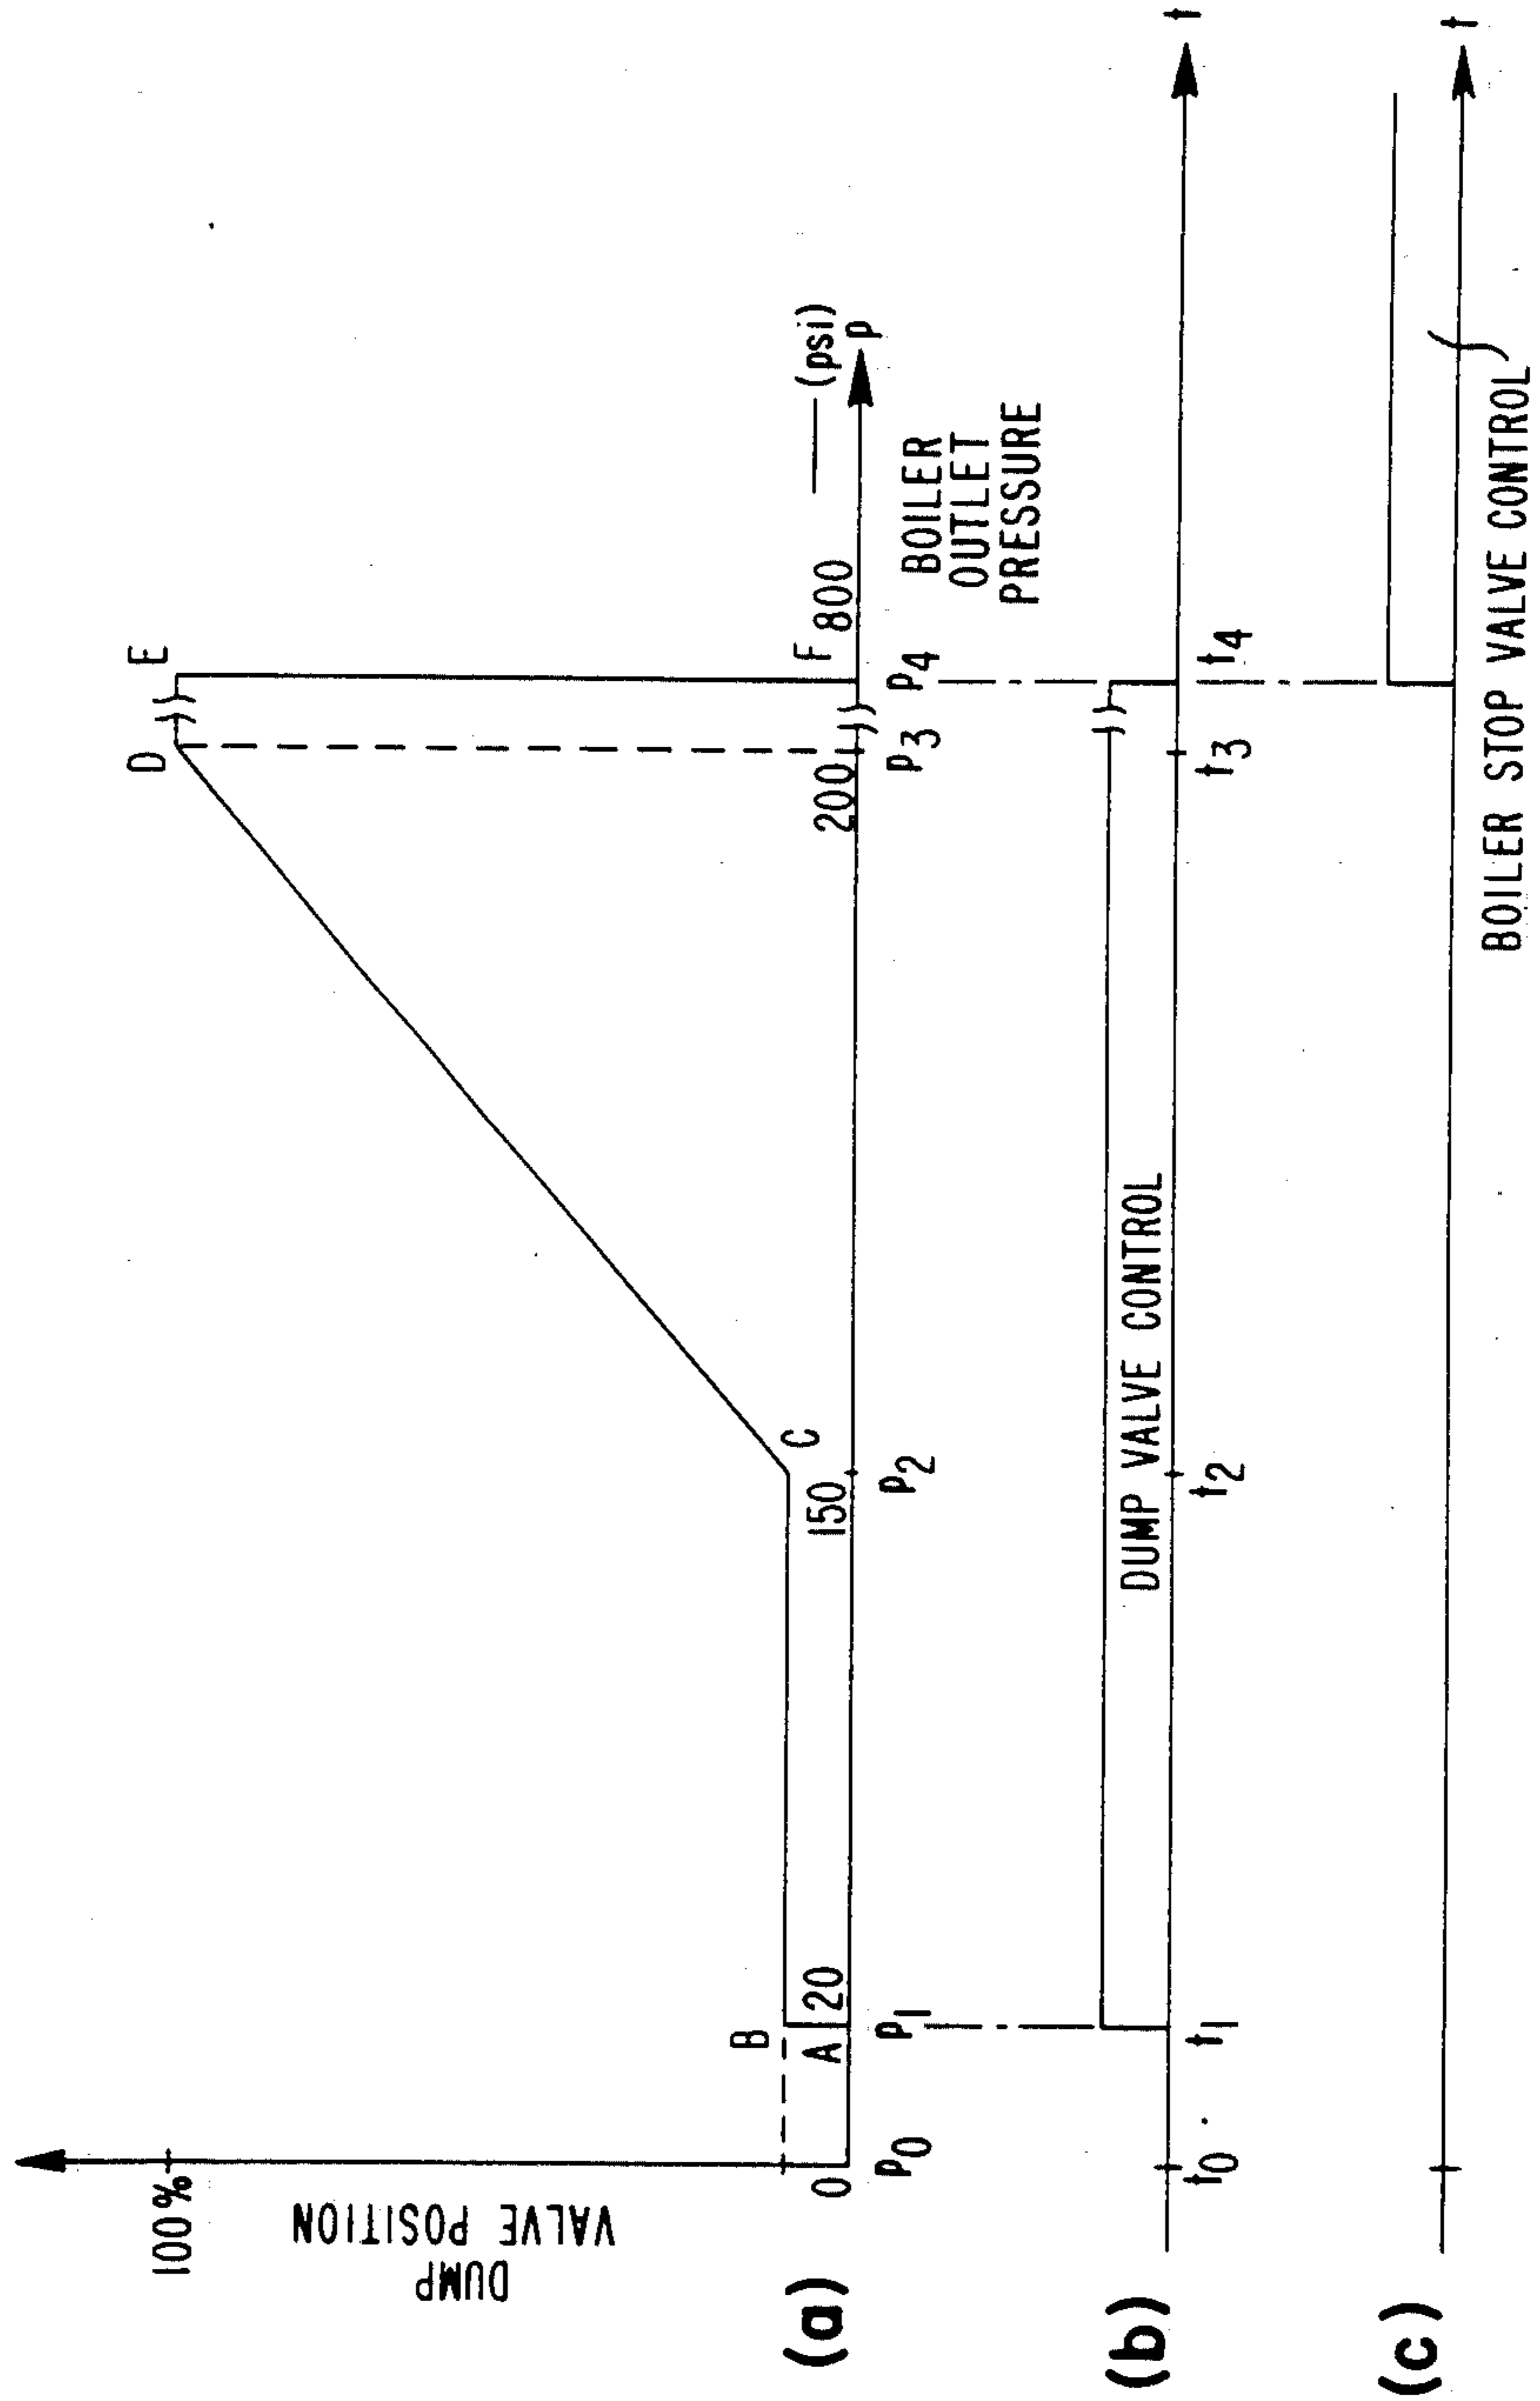 100%
DUMP
VALVE POSITION
(a)
0
B
A
20
150
C
D
E
200
F
800
(psi)
p
P0
P1
P2
P3
P4
BOILER
OUTLET
PRESSURE
(b)
DUMP VALVE CONTROL
t0
t1
t2
t3
t4
t
(c)
t
BOILER STOP VALVE CONTROL